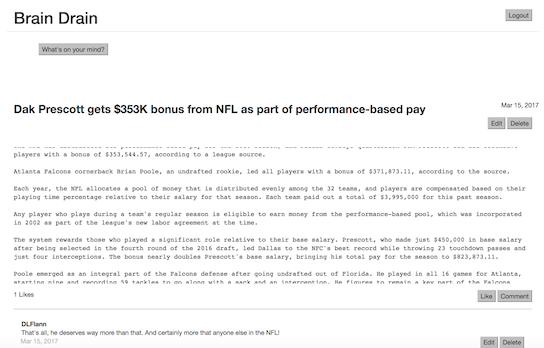 Brain Drain
Logout
What's on your mind?
Dak Prescott gets $353K bonus from NFL as part of performance-based pay
Mar 15, 2017
Edit
Delete
players with a bonus of $353,544.57, according to a league source.
Atlanta Falcons cornerback Brian Poole, an undrafted rookie, led all players with a bonus of $371,873.11, according to the source.
Each year, the NFL allocates a pool of money that is distributed evenly among the 32 teams, and players are compensated based on their
playing time percentage relative to their salary for that season. Each team paid out a total of $3,995,000 for this past season.
Any player who plays during a team's regular season is eligible to earn money from the performance-based pool, which was incorporated
in 2002 as part of the league's new labor agreement at the time.
The system rewards those who played a significant role relative to their base salary. Prescott, who made just $450,000 in base salary
after being selected in the fourth round of the 2016 draft, led Dallas to the NFC's best record while throwing 23 touchdown passes and
just four interceptions. The bonus nearly doubles Prescott's base salary, bringing his total pay for the season to $823,873.11.
Poole emerged as an integral part of the Falcons defense after going undrafted out of Florida. He played in all 16 games for Atlanta,
starting nine and recording 59 tackles to go along with a sack and an interception. He figures to remain a key part of the Falcons
1 Likes
Like
Comment
DLFlann
That's all, he deserves way more than that. And certainly more that anyone else in the NFL!
Mar 15, 2017
Edit
Delete